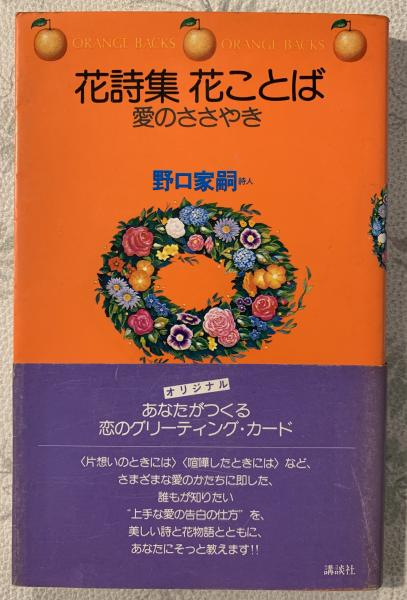 ORANGE BACKS
ORANGE BACKS
花詩集 花ことば
愛のささやき
野口家嗣 詩人
オリジナル
あなたがつくる
恋のグリーティング・カード
〈片想いのときには〉〈喧嘩したときには〉など、
さまざまな愛のかたちに即した、
誰もが知りたい
“上手な愛の告白の仕方”を、
美しい詩と花物語とともに、
あなたにそっと教えます!!
講談社